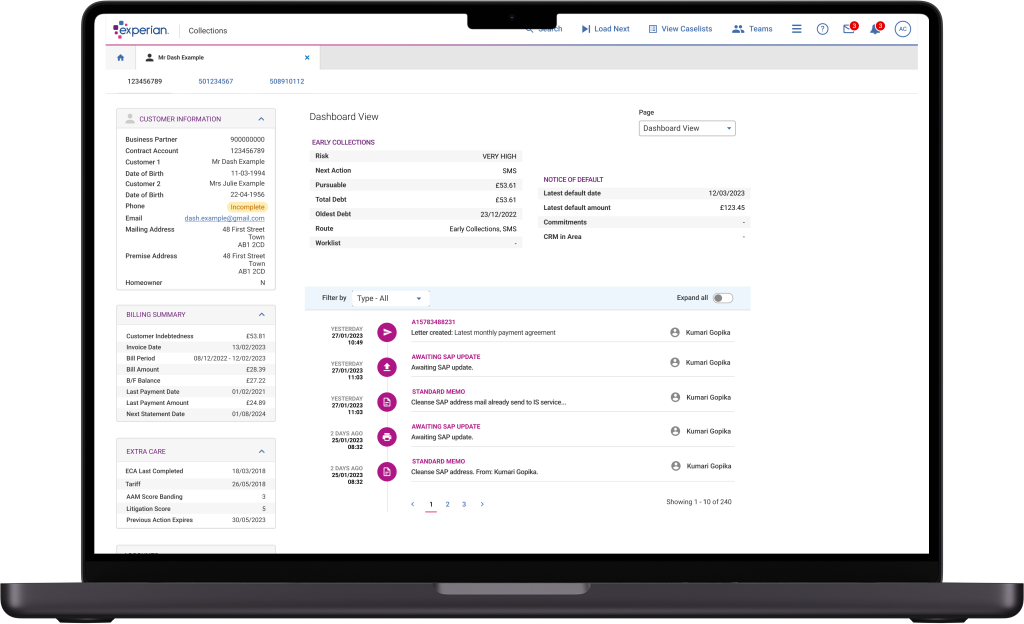 experian.
Collections
Search
Load Next
View Caselists
Teams
?
3
3
AC
Mr Dash Example
×
123456789
501234567
508910112
CUSTOMER INFORMATION
Business Partner 900000000
Contract Account 123456789
Customer 1 Mr Dash Example
Date of Birth 11-03-1994
Customer 2 Mrs Julie Example
Date of Birth 22-04-1956
Phone Incomplete
Email dash.example@gmail.com
Mailing Address 48 First Street
Town
AB1 2CD
Premise Address 48 First Street
Town
AB1 2CD
Homeowner N
BILLING SUMMARY
Customer Indebtedness £53.81
Invoice Date 13/02/2023
Bill Period 08/12/2022 - 12/02/2023
Bill Amount £28.39
B/F Balance £27.22
Last Payment Date 01/02/2021
Last Payment Amount £24.89
Next Statement Date 01/08/2024
EXTRA CARE
ECA Last Completed 18/03/2018
Tariff 26/05/2018
AAM Score Banding 3
Litigation Score 5
Previous Action Expires 30/05/2023
Dashboard View
Page
Dashboard View
EARLY COLLECTIONS
Risk VERY HIGH
Next Action SMS
Pursuable £53.61
Total Debt £53.61
Oldest Debt 23/12/2022
Route Early Collections, SMS
Worklist -
NOTICE OF DEFAULT
Latest default date 12/03/2023
Latest default amount £123.45
Commitments -
CRM in Area -
Filter by Type - All
Expand all
YESTERDAY
27/01/2023
10:49
A15783488231
Letter created: Latest monthly payment agreement
Kumari Gopika
YESTERDAY
27/01/2023
11:03
AWAITING SAP UPDATE
Awaiting SAP update.
Kumari Gopika
YESTERDAY
27/01/2023
11:03
STANDARD MEMO
Cleanse SAP address mail already send to IS service...
Kumari Gopika
2 DAYS AGO
25/01/2023
08:32
AWAITING SAP UPDATE
Awaiting SAP update.
Kumari Gopika
2 DAYS AGO
25/01/2023
08:32
STANDARD MEMO
Cleanse SAP address. From: Kumari Gopika.
Kumari Gopika
< 1 2 3 >
Showing 1 - 10 of 240